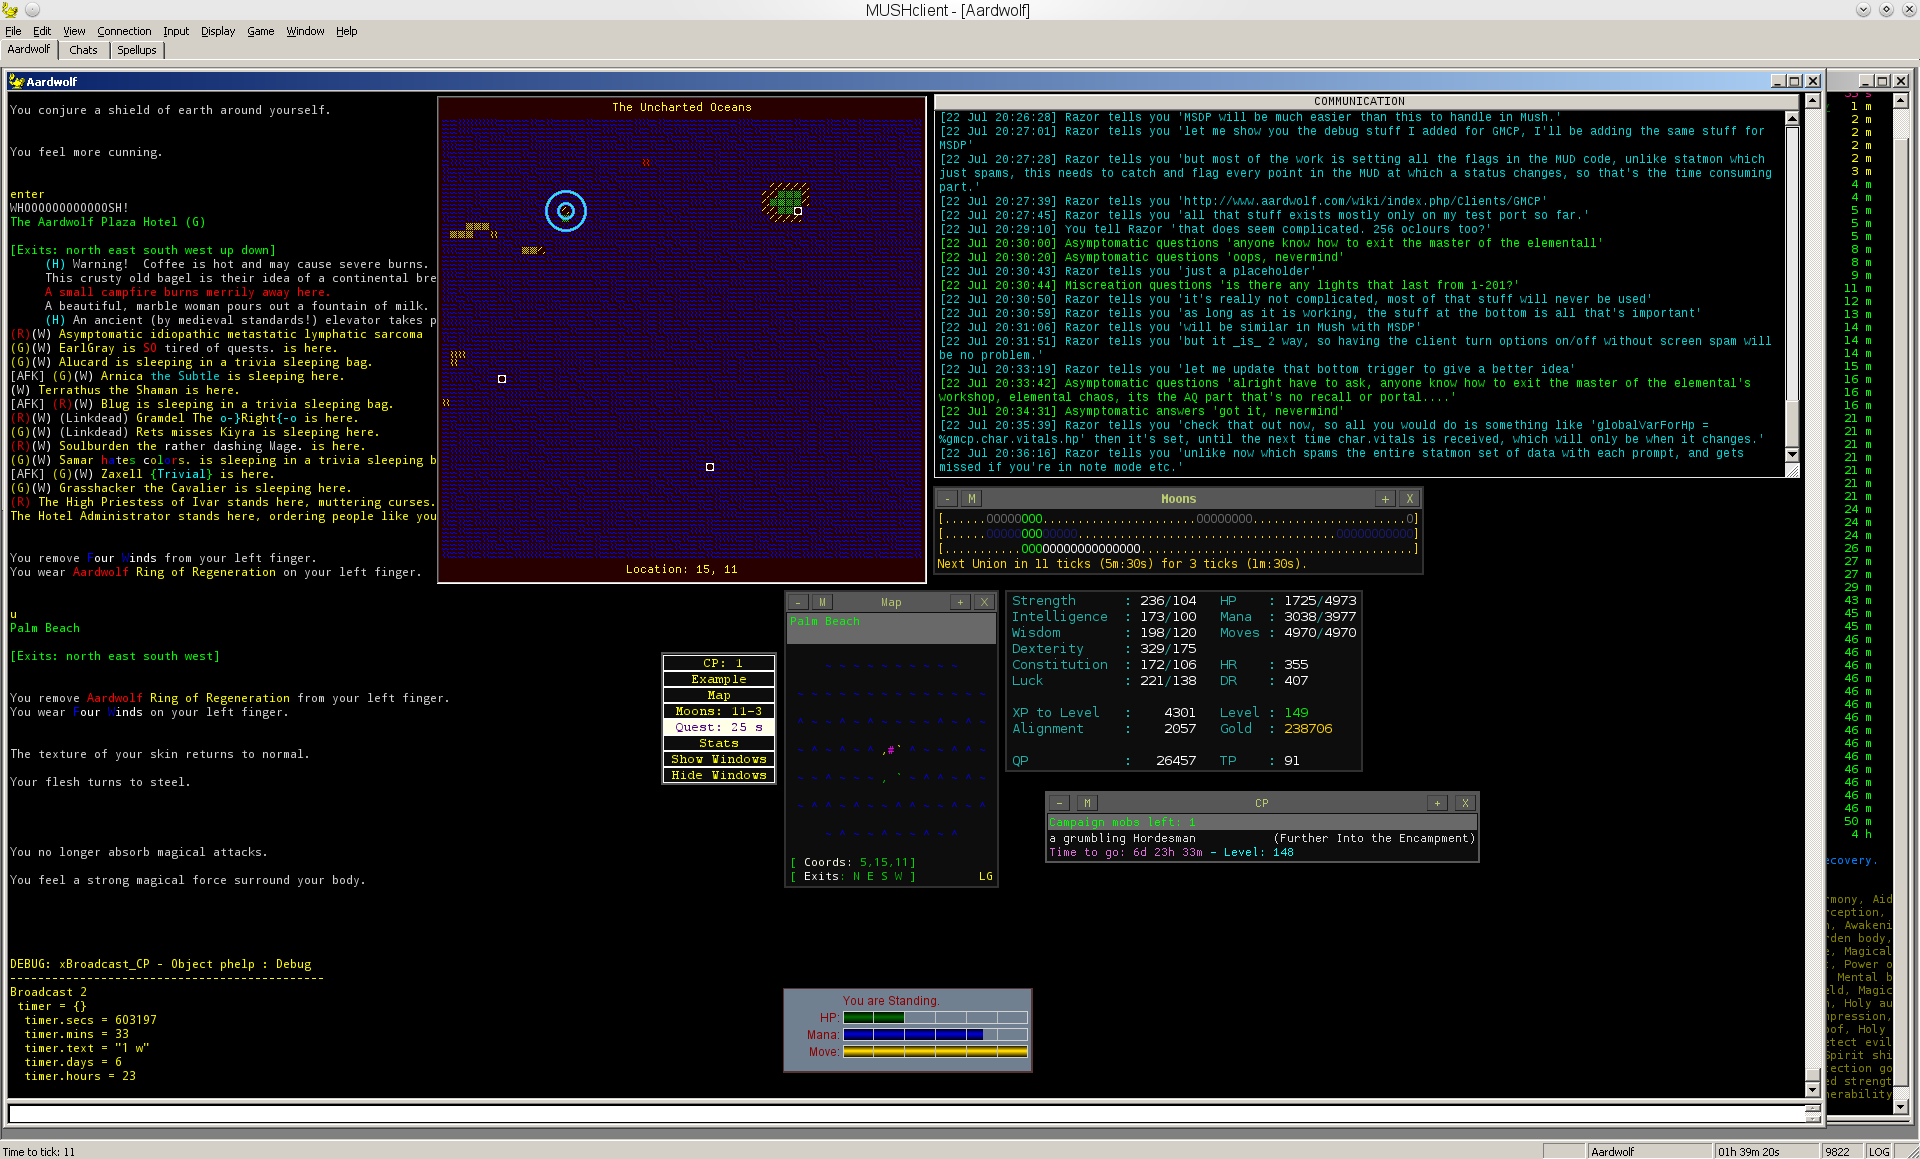 MUSHclient - [Aardwolf]
File Edit View Connection Input Display Game Window Help
Aardwolf Chats Spellups
Aardwolf
You conjure a shield of earth around yourself.
You feel more cunning.
enter
WHOOOOOOOOOOOSH!
The Aardwolf Plaza Hotel (G)
[Exits: north east south west up down]
(H) Warning! Coffee is hot and may cause severe burns.
This crusty old bagel is their idea of a continental bre
A small campfire burns merrily away here.
A beautiful, marble woman pours out a fountain of milk.
(H) An ancient (by medieval standards!) elevator takes p
(R)(W) Asymptomatic idiopathic metastatic lymphatic sarcoma
(G)(W) EarlGray is SO tired of quests. is here.
(G)(W) Alucard is sleeping in a trivia sleeping bag.
[AFK] (G)(W) Arnica the Subtle is sleeping here.
(W) Terrathus the Shaman is here.
[AFK] (R)(W) Blug is sleeping in a trivia sleeping bag.
(R)(W) (Linkdead) Gramdel The o-}Right{-o is here.
(G)(W) (Linkdead) Rets misses Kiyra is sleeping here.
(R)(W) Soulburden the rather dashing Mage. is here.
(G)(W) Samar hates colors. is sleeping in a trivia sleeping b
[AFK] (G)(W) Zaxell {Trivial} is here.
(G)(W) Grasshacker the Cavalier is sleeping here.
(R) The High Priestess of Ivar stands here, muttering curses.
The Hotel Administrator stands here, ordering people like you
You remove Four Winds from your left finger.
You wear Aardwolf Ring of Regeneration on your left finger.
u
Palm Beach
[Exits: north east south west]
You remove Aardwolf Ring of Regeneration from your left finger.
You wear Four Winds on your left finger.
The texture of your skin returns to normal.
Your flesh turns to steel.
You no longer absorb magical attacks.
You feel a strong magical force surround your body.
DEBUG: xBroadcast_CP - Object phelp : Debug
---------------------------------------------
Broadcast 2
timer = {}
timer.secs = 603197
timer.mins = 33
timer.text = "1 w"
timer.days = 6
timer.hours = 23
The Uncharted Oceans
Location: 15, 11
COMMUNICATION
[22 Jul 20:26:28] Razor tells you 'MSDP will be much easier than this to handle in Mush.'
[22 Jul 20:27:01] Razor tells you 'let me show you the debug stuff I added for GMCP, I'll be adding the same stuff for
MSDP'
[22 Jul 20:27:28] Razor tells you 'but most of the work is setting all the flags in the MUD code, unlike statmon which
just spams, this needs to catch and flag every point in the MUD at which a status changes, so that's the time consuming
part.'
[22 Jul 20:27:39] Razor tells you 'http://www.aardwolf.com/wiki/index.php/Clients/GMCP'
[22 Jul 20:27:45] Razor tells you 'all that stuff exists mostly only on my test port so far.'
[22 Jul 20:29:10] You tell Razor 'that does seem complicated. 256 oclours too?'
[22 Jul 20:30:00] Asymptomatic questions 'anyone know how to exit the master of the elementall'
[22 Jul 20:30:20] Asymptomatic questions 'oops, nevermind'
[22 Jul 20:30:43] Razor tells you 'just a placeholder'
[22 Jul 20:30:44] Miscreation questions 'is there any lights that last from 1-201?'
[22 Jul 20:30:50] Razor tells you 'it's really not complicated, most of that stuff will never be used'
[22 Jul 20:30:59] Razor tells you 'as long as it is working, the stuff at the bottom is all that's important'
[22 Jul 20:31:06] Razor tells you 'will be similar in Mush with MSDP'
[22 Jul 20:31:51] Razor tells you 'but it _is_ 2 way, so having the client turn options on/off without screen spam will
be no problem.'
[22 Jul 20:33:19] Razor tells you 'let me update that bottom trigger to give a better idea'
[22 Jul 20:33:42] Asymptomatic questions 'alright have to ask, anyone know how to exit the master of the elemental's
workshop, elemental chaos, its the AQ part that's no recall or portal....'
[22 Jul 20:34:31] Asymptomatic answers 'got it, nevermind'
[22 Jul 20:35:39] Razor tells you 'check that out now, so all you would do is something like 'globalVarForHp =
%gmcp.char.vitals.hp' then it's set, until the next time char.vitals is received, which will only be when it changes.'
[22 Jul 20:36:16] Razor tells you 'unlike now which spams the entire statmon set of data with each prompt, and gets
missed if you're in note mode etc.'
- M Moons + X
Next Union in 11 ticks (5m:30s) for 3 ticks (1m:30s).
- M Map + X
Palm Beach
[ Coords: 5,15,11]
[ Exits: N E S W ] LG
CP: 1
Example
Map
Moons: 11-3
Quest: 25 s
Stats
Show Windows
Hide Windows
Strength : 236/104 HP : 1725/4973
Intelligence : 173/100 Mana : 3038/3977
Wisdom : 198/120 Moves : 4970/4970
Dexterity : 329/175
Constitution : 172/106 HR : 355
Luck : 221/138 DR : 407
XP to Level : 4301 Level : 149
Alignment : 2057 Gold : 238706
QP : 26457 TP : 91
- M CP + X
Campaign mobs left: 1
a grumbling Hordesman (Further Into the Encampment)
Time to go: 6d 23h 33m - Level: 148
You are Standing.
HP:
Mana:
Move:
1 m
2 m
2 m
2 m
2 m
3 m
4 m
4 m
5 m
5 m
5 m
8 m
8 m
9 m
11 m
12 m
13 m
14 m
14 m
14 m
15 m
16 m
16 m
21 m
21 m
21 m
21 m
21 m
21 m
21 m
21 m
22 m
24 m
24 m
26 m
27 m
27 m
29 m
43 m
45 m
45 m
46 m
46 m
46 m
46 m
46 m
46 m
46 m
46 m
46 m
46 m
46 m
46 m
46 m
46 m
50 m
4 h
ecovery.
rmony, Aid
rception,
, Awakeni
rden body,
e, Magical
, Power o
Mental b
eld, Magic
, Holy au
mpression,
oof, Holy
etect evil
Spirit shi
ection go
ed strengt
nerability
Time to tick: 11
Aardwolf 01h 39m 20s 9822 LOG